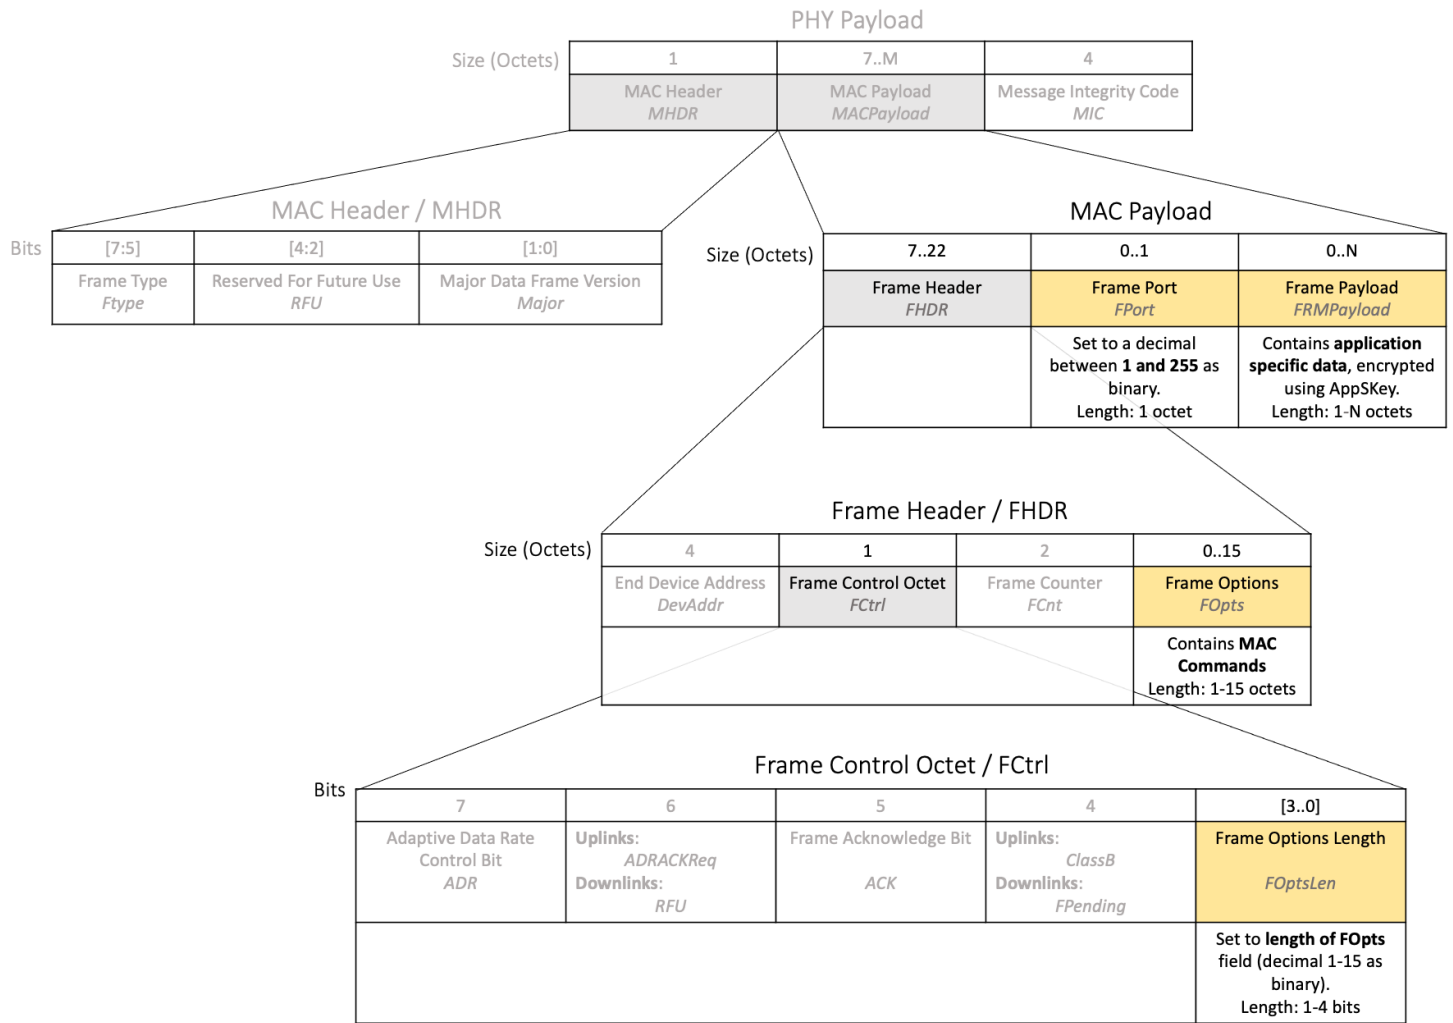 PHY Payload
Size (Octets) 1 7..M 4
MAC Header MAC Payload Message Integrity Code
MHDR MACPayload MIC
MAC Header / MHDR
Bits [7:5] [4:2] [1:0]
Frame Type Reserved For Future Use Major Data Frame Version
Ftype RFU Major
MAC Payload
Size (Octets) 7..22 0..1 0..N
Frame Header Frame Port Frame Payload
FHDR FPort FRMPayload
Set to a decimal
between 1 and 255 as
binary.
Length: 1 octet
Contains application
specific data, encrypted
using AppSKey.
Length: 1-N octets
Frame Header / FHDR
Size (Octets) 4 1 2 0..15
End Device Address Frame Control Octet Frame Counter Frame Options
DevAddr FCtrl FCnt FOpts
Contains MAC
Commands
Length: 1-15 octets
Frame Control Octet / FCtrl
Bits 7 6 5 4 [3..0]
Adaptive Data Rate
Control Bit
ADR
Uplinks:
ADRACKReq
Downlinks:
RFU
Frame Acknowledge Bit
ACK
Uplinks:
ClassB
Downlinks:
FPending
Frame Options Length
FOptsLen
Set to length of FOpts
field (decimal 1-15 as
binary).
Length: 1-4 bits